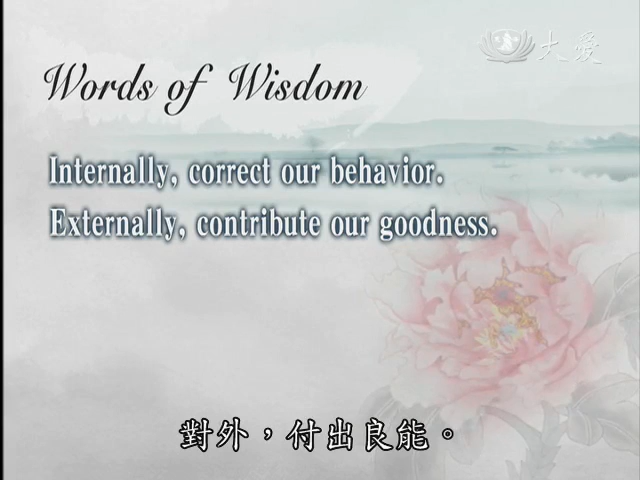 大愛
Words of Wisdom
Internally, correct our behavior.
Externally, contribute our goodness.
對外，付出良能。